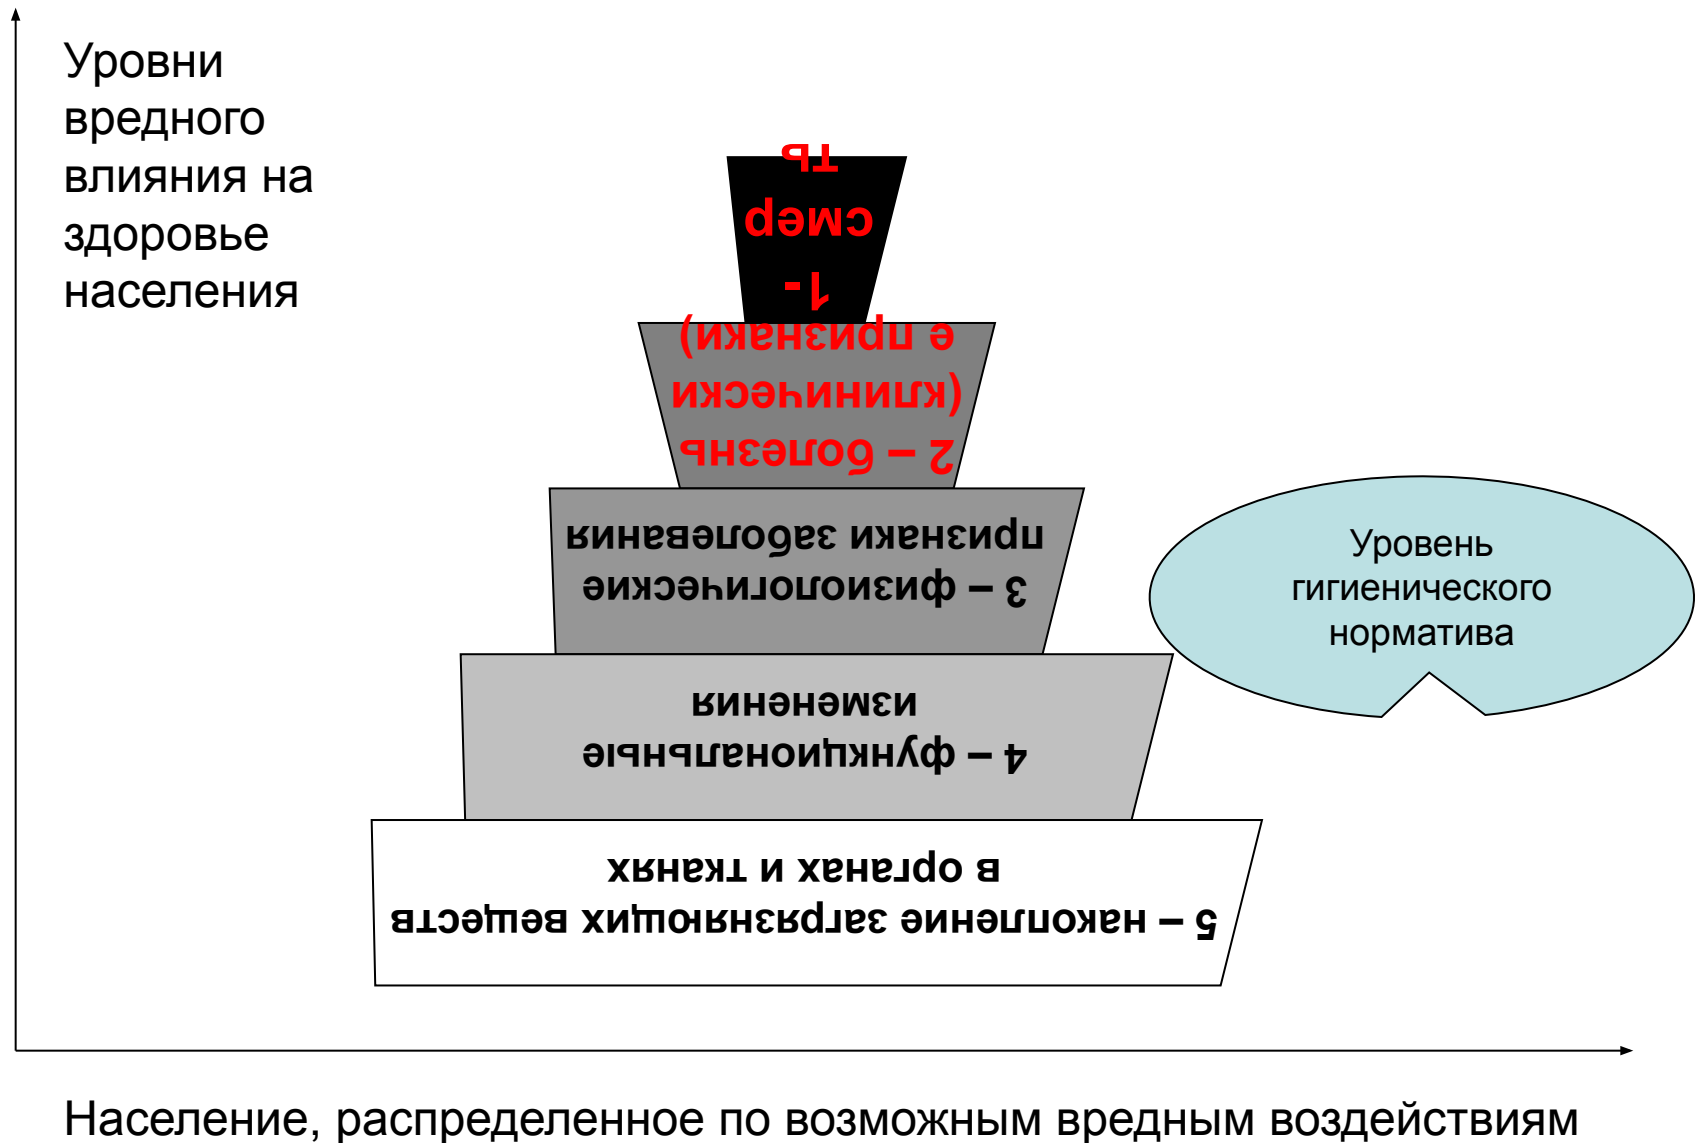 Уровни
вредного
влияния на
здоровье
населения
1-
смер
ть
2 – болезнь
(клинически
е признаки)
3 – физиологические
признаки заболевания
4 – функциональные
изменения
5 – накопление загрязняющих веществ
в органах и тканях
Уровень
гигиенического
норматива
Население, распределенное по возможным вредным воздействиям